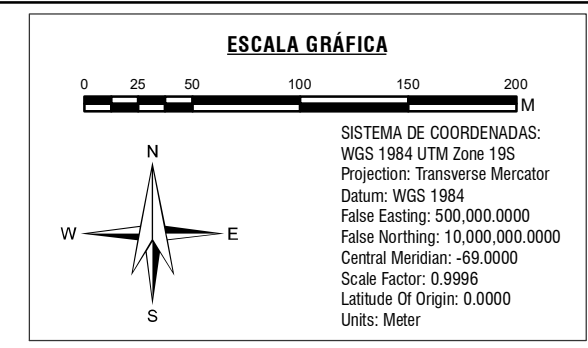 ESCALA GRÁFICA
0 25 50 100 150 200
M
SISTEMA DE COORDENADAS:
WGS 1984 UTM Zone 19S
Projection: Transverse Mercator
Datum: WGS 1984
False Easting: 500,000.0000
False Northing: 10,000,000.0000
Central Meridian: -69.0000
Scale Factor: 0.9996
Latitude Of Origin: 0.0000
Units: Meter
N
W E
S